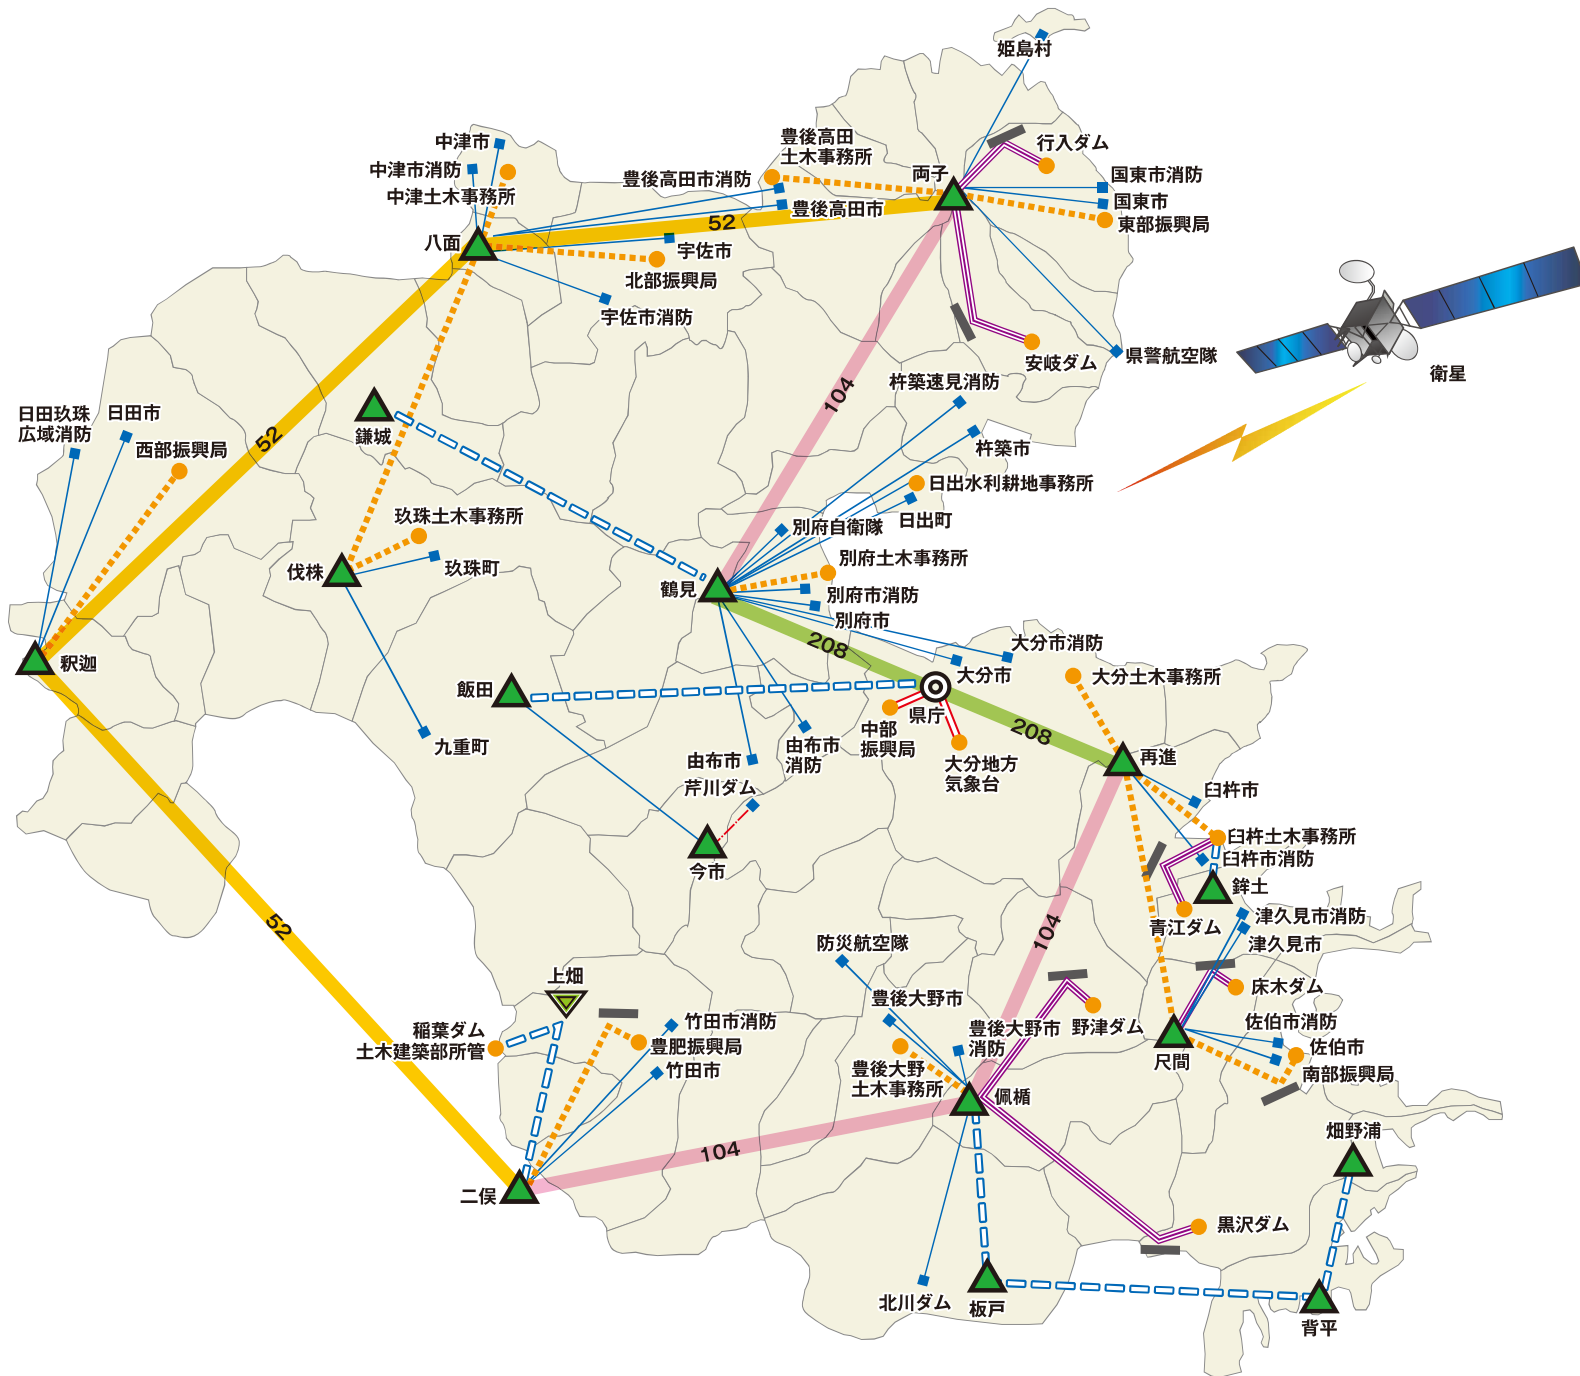 姫島村
中津市
中津市消防
中津土木事務所
八面
豊後高田
土木事務所
豊後高田市消防
豊後高田市
52
宇佐市
北部振興局
宇佐市消防
両子
行入ダム
国東市消防
国東市
東部振興局
安岐ダム
県警航空隊
衛星
104
杵築速見消防
杵築市
日出水利耕地事務所
日出町
別府自衛隊
別府土木事務所
別府市消防
別府市
鶴見
鎌城
52
日田玖珠
広域消防
日田市
西部振興局
玖珠土木事務所
玖珠町
伐株
釈迦
九重町
飯田
208
大分市消防
大分市
大分土木事務所
県庁
中部
振興局
大分地方
気象台
208
再進
由布市
由布市
消防
芹川ダム
今市
臼杵市
臼杵土木事務所
臼杵市消防
鉾土
青江ダム
津久見市消防
津久見市
床木ダム
佐伯市消防
佐伯市
南部振興局
尺間
52
104
防災航空隊
豊後大野市
豊後大野市
消防
豊後大野
土木事務所
野津ダム
佩楯
上畑
稲葉ダム
土木建築部所管
竹田市消防
豊肥振興局
竹田市
二俣
104
畑野浦
黒沢ダム
北川ダム
板戸
背平